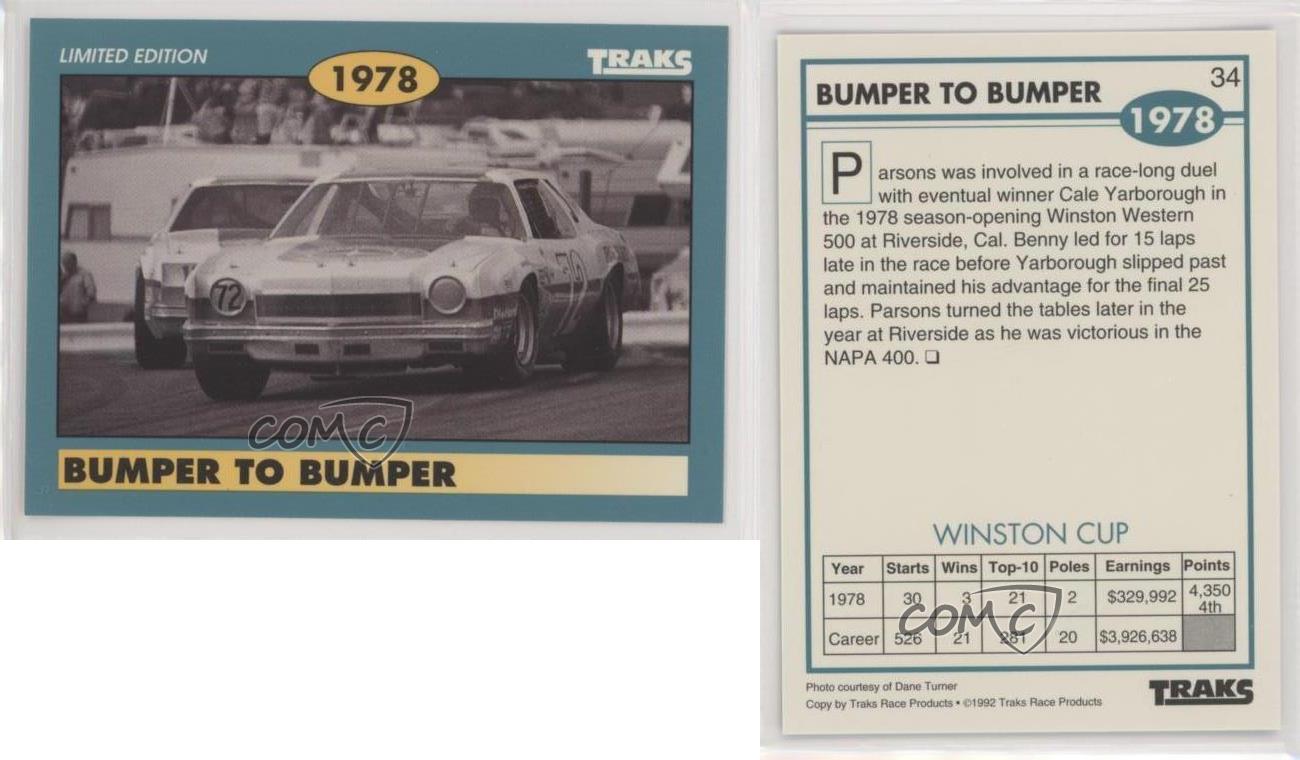 LIMITED EDITION
1978
TRAKS
72
72
COMC
BUMPER TO BUMPER
34
BUMPER TO BUMPER
1978
Parsons was involved in a race-long duel
with eventual winner Cale Yarborough in
the 1978 season-opening Winston Western
500 at Riverside, Cal. Benny led for 15 laps
late in the race before Yarborough slipped past
and maintained his advantage for the final 25
laps. Parsons turned the tables later in the
year at Riverside as he was victorious in the
NAPA 400. ❑
WINSTON CUP
Year Starts Wins Top-10 Poles Earnings Points
1978 30 3 21 2 $329,992 4,350
4th
COMC
Career 526 21 281 20 $3,926,638
Photo courtesy of Dane Turner
Copy by Traks Race Products • ©1992 Traks Race Products
TRAKS